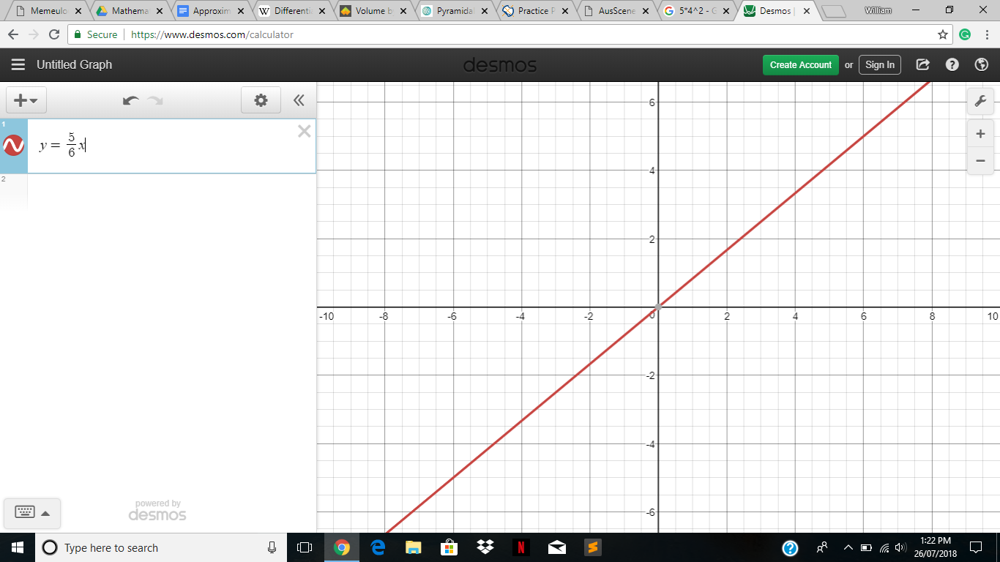 Memeulo
Mathema
Approxim
Differenti
Volume b
Pyramidal
Practice P
AusScene
5*4^2 - G
Desmos |
William
Secure
https://www.desmos.com/calculator
Untitled Graph
desmos
Create Account
or
Sign In
1
y = 5/6 x
2
6
4
2
-10 -8 -6 -4 -2 0 2 4 6 8 10
-2
-4
-6
powered by
desmos
Type here to search
1:22 PM
26/07/2018